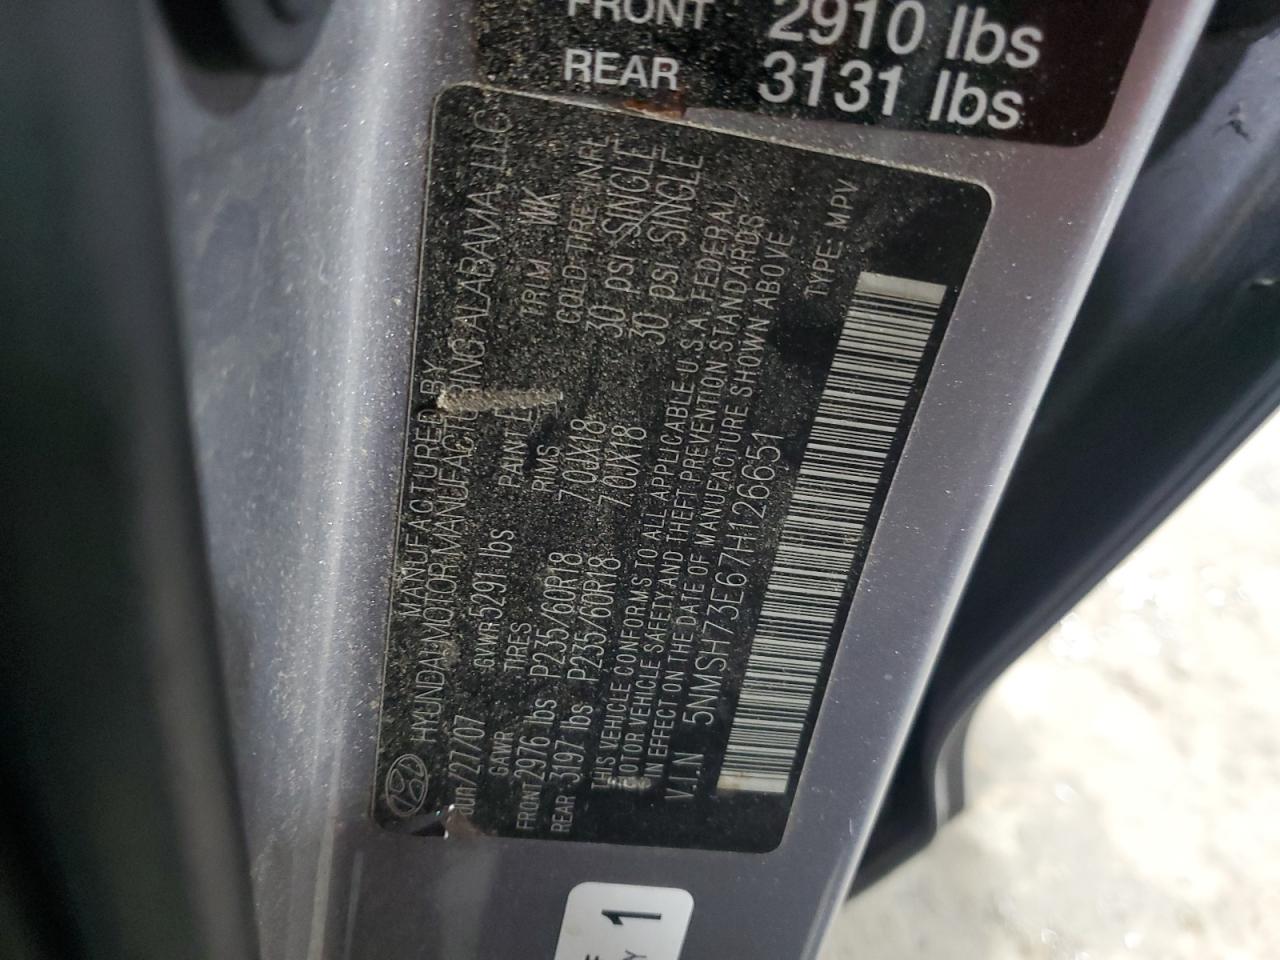 FRONT 2910 lbs
REAR 3131 lbs
MANUFACTURED BY
HYUNDAI MOTOR MANUFACTURING ALABAMA, LLC
Jun/27/07 GVWR 5291 lbs PAINT TRIM WK
GAWR TIRES RMS COLD TIRE INFL
FRONT 2976 lbs P235/60R18 7.0JX18 30 psi SINGLE
REAR 3197 lbs P235/60R18 7.0JX18 30 psi SINGLE
THIS VEHICLE CONFORMS TO ALL APPLICABLE U.S.A. FEDERAL
MOTOR VEHICLE SAFETY AND THEFT PREVENTION STANDARDS
IN EFFECT ON THE DATE OF MANUFACTURE SHOWN ABOVE
V.I.N 5NMSH73E67H126651
TYPE: MPV
1